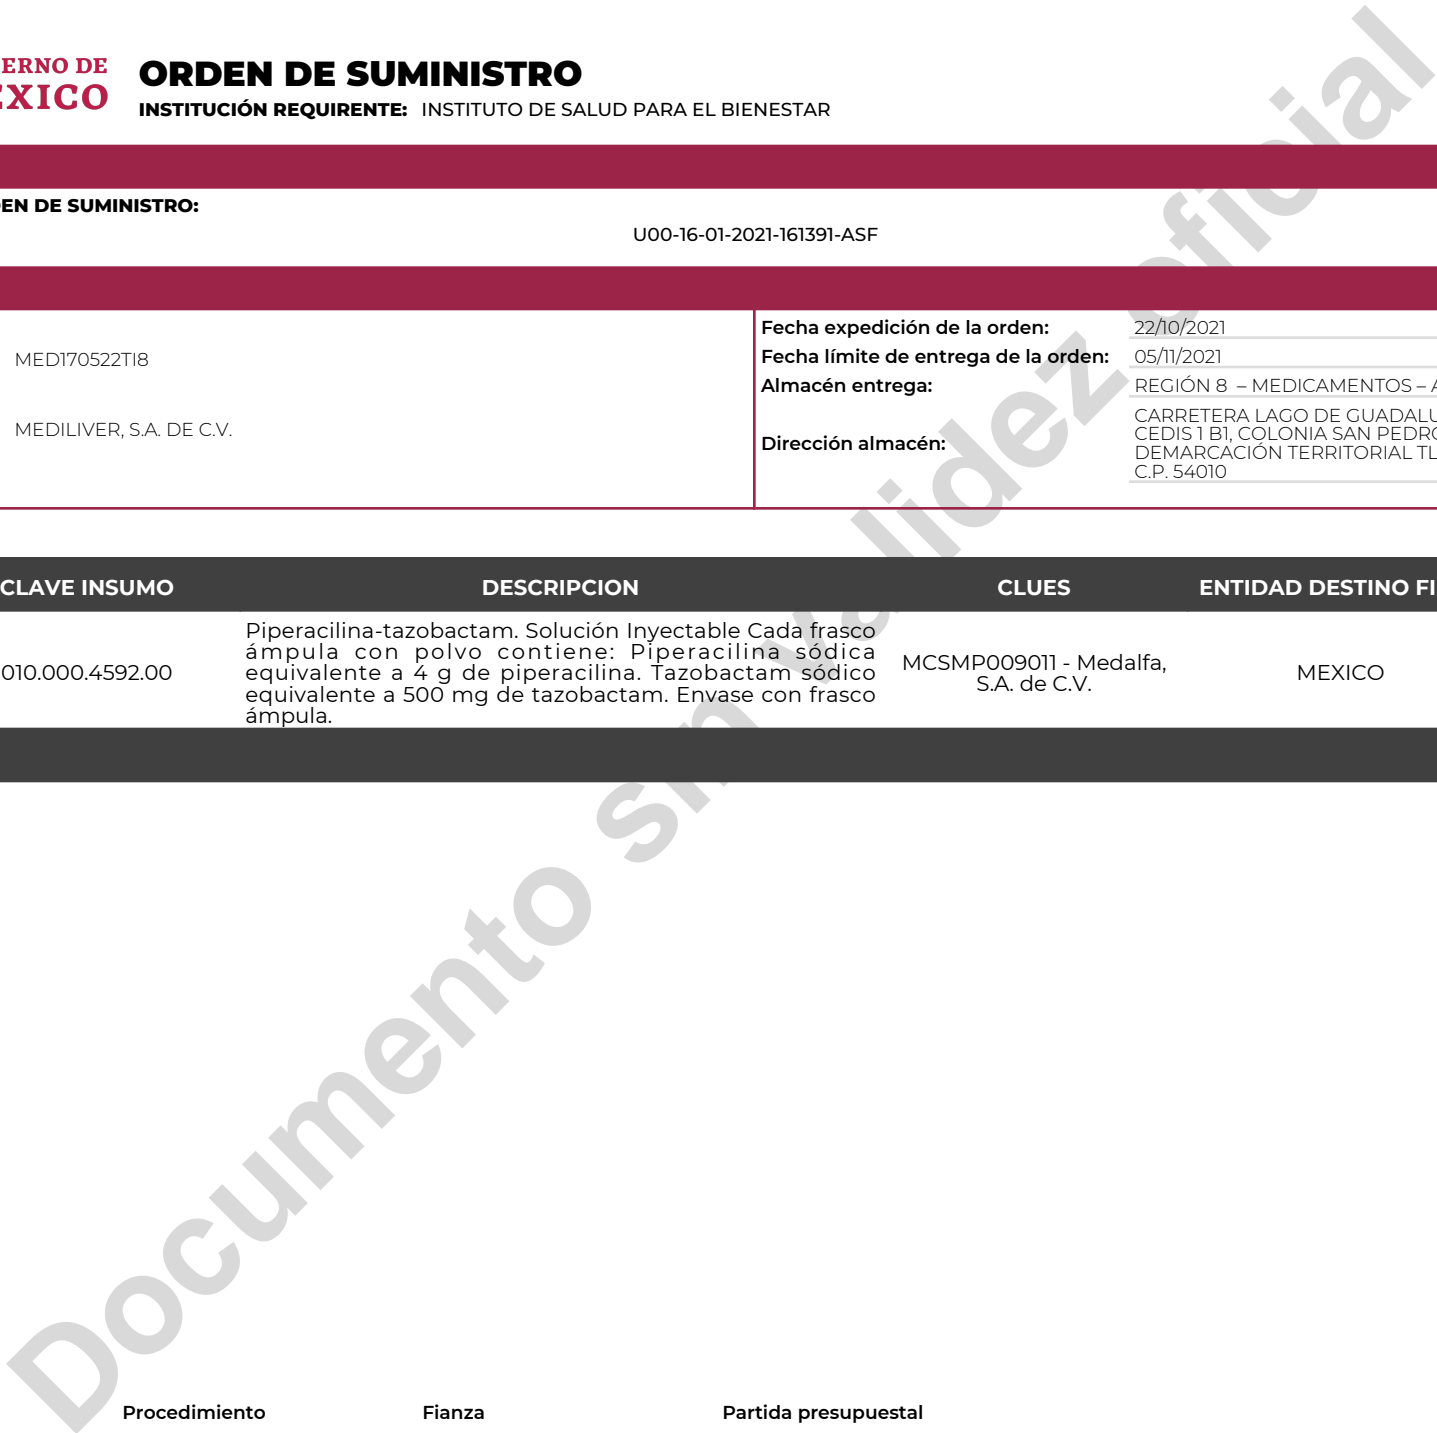 ERNO DE
EXICO
ORDEN DE SUMINISTRO
INSTITUCIÓN REQUIRENTE: INSTITUTO DE SALUD PARA EL BIENESTAR
EN DE SUMINISTRO:
U00-16-01-2021-161391-ASF
MED170522TI8
MEDILIVER, S.A. DE C.V.
Fecha expedición de la orden: 22/10/2021
Fecha límite de entrega de la orden: 05/11/2021
Almacén entrega: REGIÓN 8 – MEDICAMENTOS – A
Dirección almacén:
CARRETERA LAGO DE GUADALU
CEDIS 1 B1, COLONIA SAN PEDRO
DEMARCACIÓN TERRITORIAL TL
C.P. 54010
CLAVE INSUMO DESCRIPCION CLUES ENTIDAD DESTINO FI
010.000.4592.00
Piperacilina-tazobactam. Solución Inyectable Cada frasco
ámpula con polvo contiene: Piperacilina sódica
equivalente a 4 g de piperacilina. Tazobactam sódico
equivalente a 500 mg de tazobactam. Envase con frasco
ámpula.
MCSMP009011 - Medalfa,
S.A. de C.V.
MEXICO
Documento sin validez oficial
Procedimiento Fianza Partida presupuestal